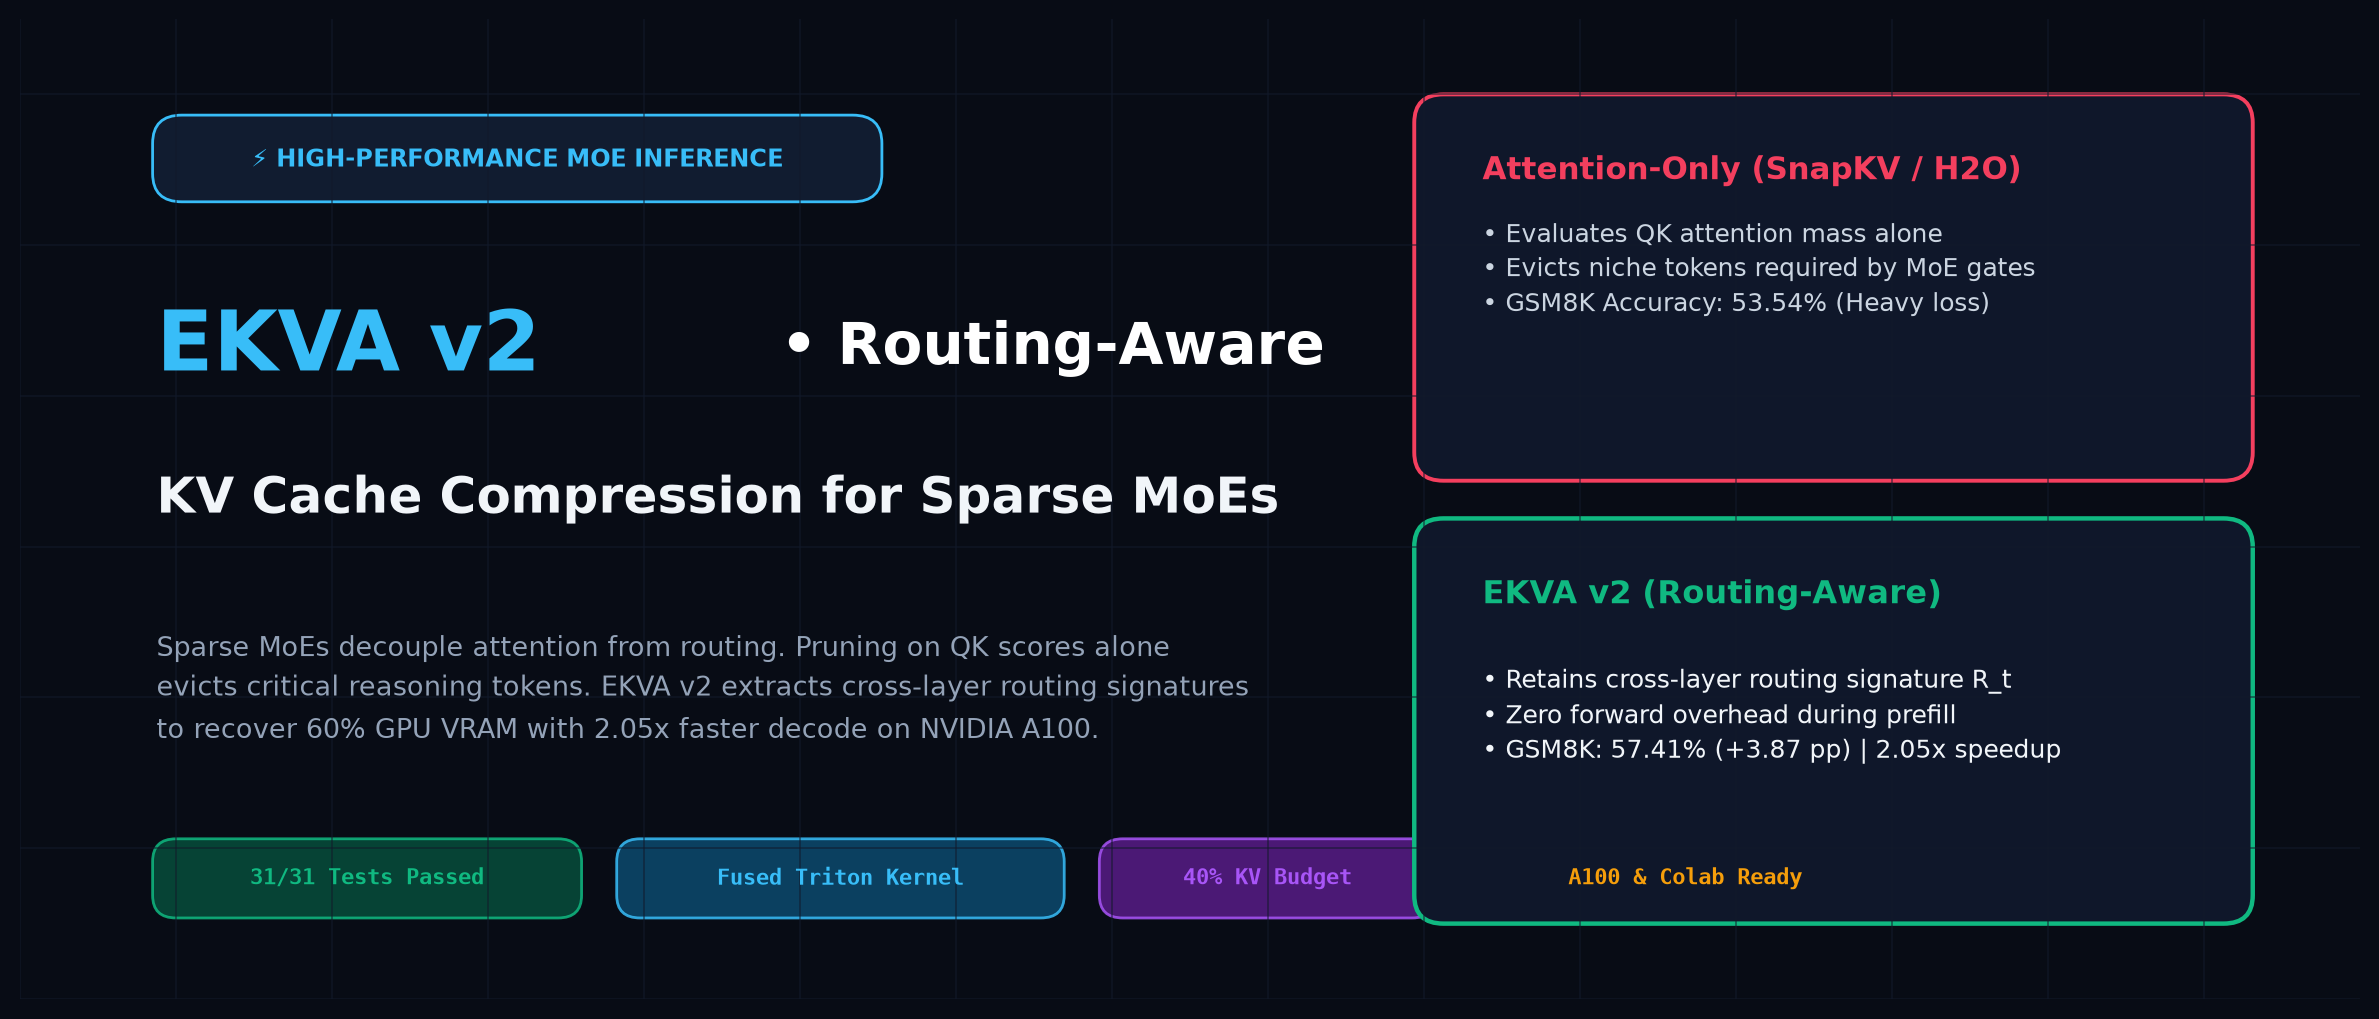 ⚡ HIGH-PERFORMANCE MOE INFERENCE
EKVA v2 • Routing-Aware
KV Cache Compression for Sparse MoEs
Sparse MoEs decouple attention from routing. Pruning on QK scores alone
evicts critical reasoning tokens. EKVA v2 extracts cross-layer routing signatures
to recover 60% GPU VRAM with 2.05x faster decode on NVIDIA A100.
31/31 Tests Passed
Fused Triton Kernel
40% KV Budget
Attention-Only (SnapKV / H2O)
• Evaluates QK attention mass alone
• Evicts niche tokens required by MoE gates
• GSM8K Accuracy: 53.54% (Heavy loss)
EKVA v2 (Routing-Aware)
• Retains cross-layer routing signature R_t
• Zero forward overhead during prefill
• GSM8K: 57.41% (+3.87 pp) | 2.05x speedup
A100 & Colab Ready